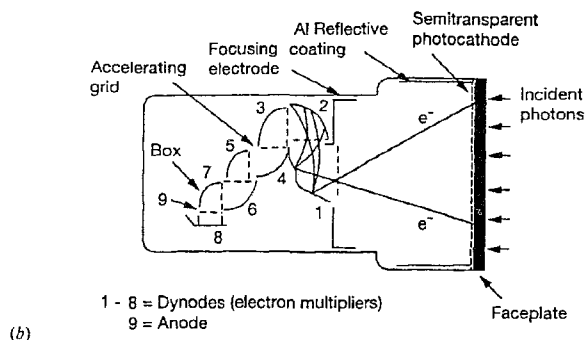 Semitransparent
photocathode
Al Reflective
coating
Focusing
electrode
Accelerating
grid
Incident
photons
Box
3
2
5
7
4
9
6
1
8
e⁻
e⁻
Faceplate
1 - 8 = Dynodes (electron multipliers)
9 = Anode
(b)